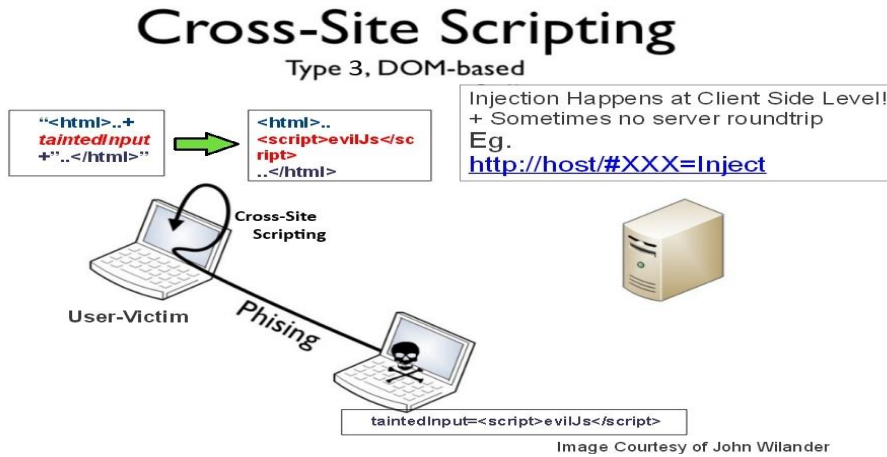 Cross-Site Scripting
Type 3, DOM-based
“<html>..+
taintedInput
+”..</html>”
<html>..
<script>evilJs</sc
ript>
..</html>
Injection Happens at Client Side Level!
+ Sometimes no server roundtrip
Eg.
http://host/#XXX=Inject
Cross-Site
Scripting
User-Victim
Phising
taintedInput=<script>evilJs</script>
Image Courtesy of John Wilander